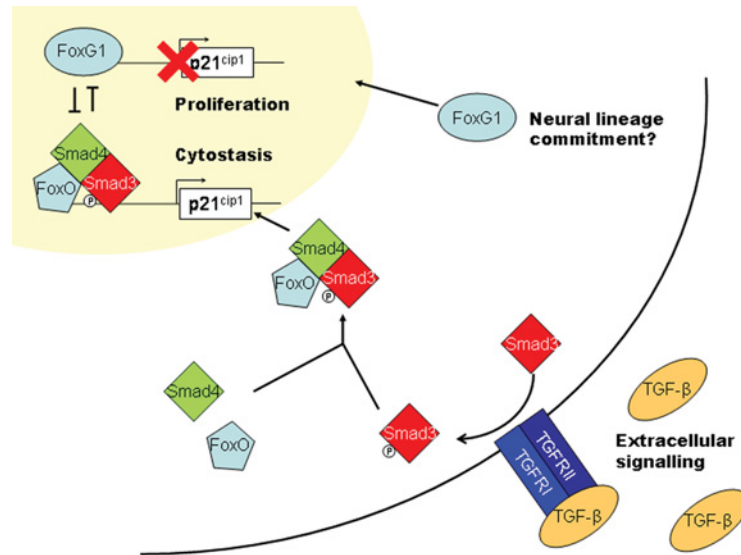 FoxG1
p21cip1
Proliferation
FoxG1
Neural lineage
commitment?
Smad4
Cytostasis
FoxO
Smad3
P
p21cip1
Smad4
FoxO
Smad3
P
Smad3
Smad4
TGF-β
FoxO
Smad3
P
TGFRI
TGFRII
Extracellular
signalling
TGF-β
TGF-β